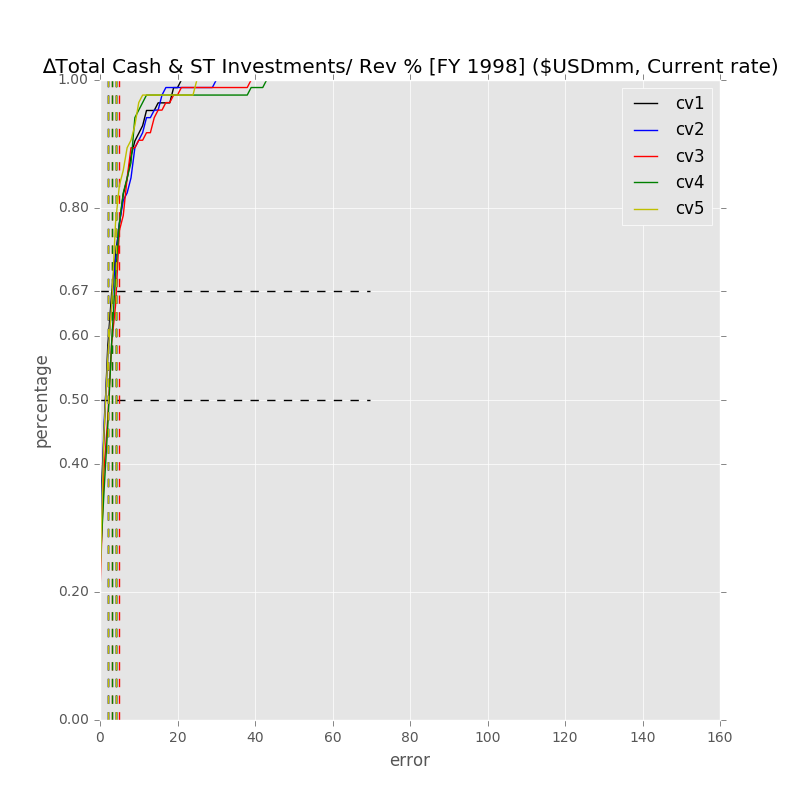 ΔTotal Cash & ST Investments/ Rev % [FY 1998] ($USDmm, Current rate)
1.00
0.80
0.67
0.60
0.50
0.40
0.20
0.00
percentage
cv1
cv2
cv3
cv4
cv5
0 20 40 60 80 100 120 140 160
error